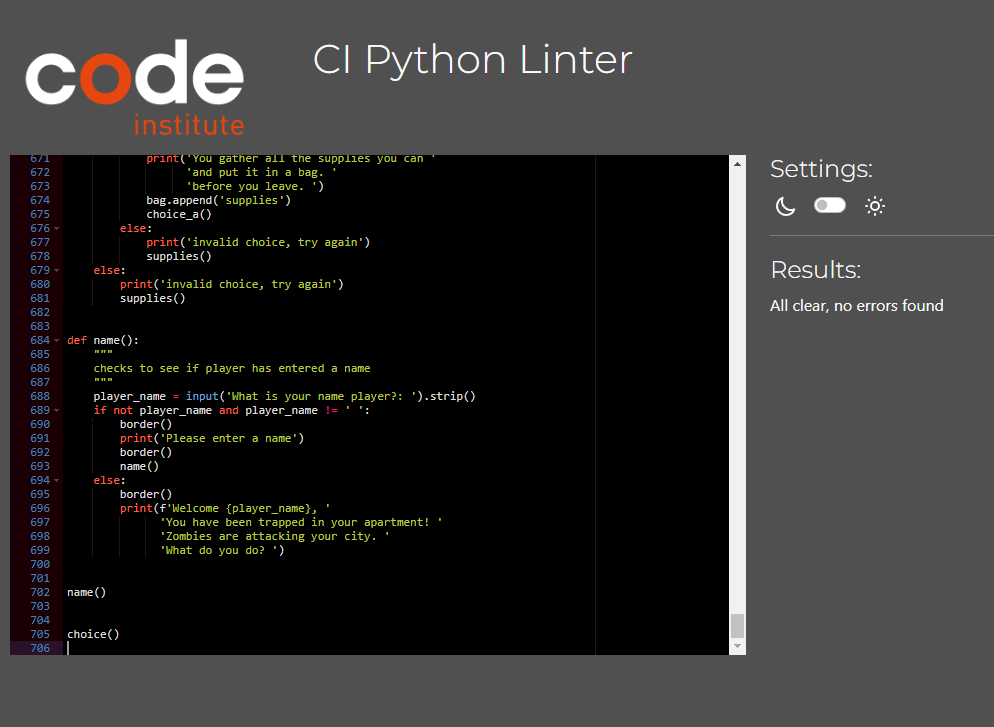 code
institute
CI Python Linter
671 print('You gather all the supplies you can '
672 'and put it in a bag. '
673 'before you leave. ')
674 bag.append('supplies')
675 choice_a()
676 else:
677 print('invalid choice, try again')
678 supplies()
679 else:
680 print('invalid choice, try again')
681 supplies()
682
683
684 def name():
685 """
686 checks to see if player has entered a name
687 """
688 player_name = input('What is your name player?: ').strip()
689 if not player_name and player_name != ' ':
690 border()
691 print('Please enter a name')
692 border()
693 name()
694 else:
695 border()
696 print(f'Welcome {player_name}, '
697 'You have been trapped in your apartment! '
698 'Zombies are attacking your city. '
699 'What do you do? ')
700
701
702 name()
703
704
705 choice()
706
Settings:
Results:
All clear, no errors found